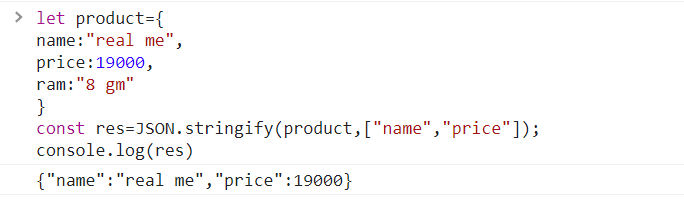 let product={
name:"real me",
price:19000,
ram:"8 gm"
}
const res=JSON.stringify(product,["name","price"]);
console.log(res)
{"name":"real me","price":19000}